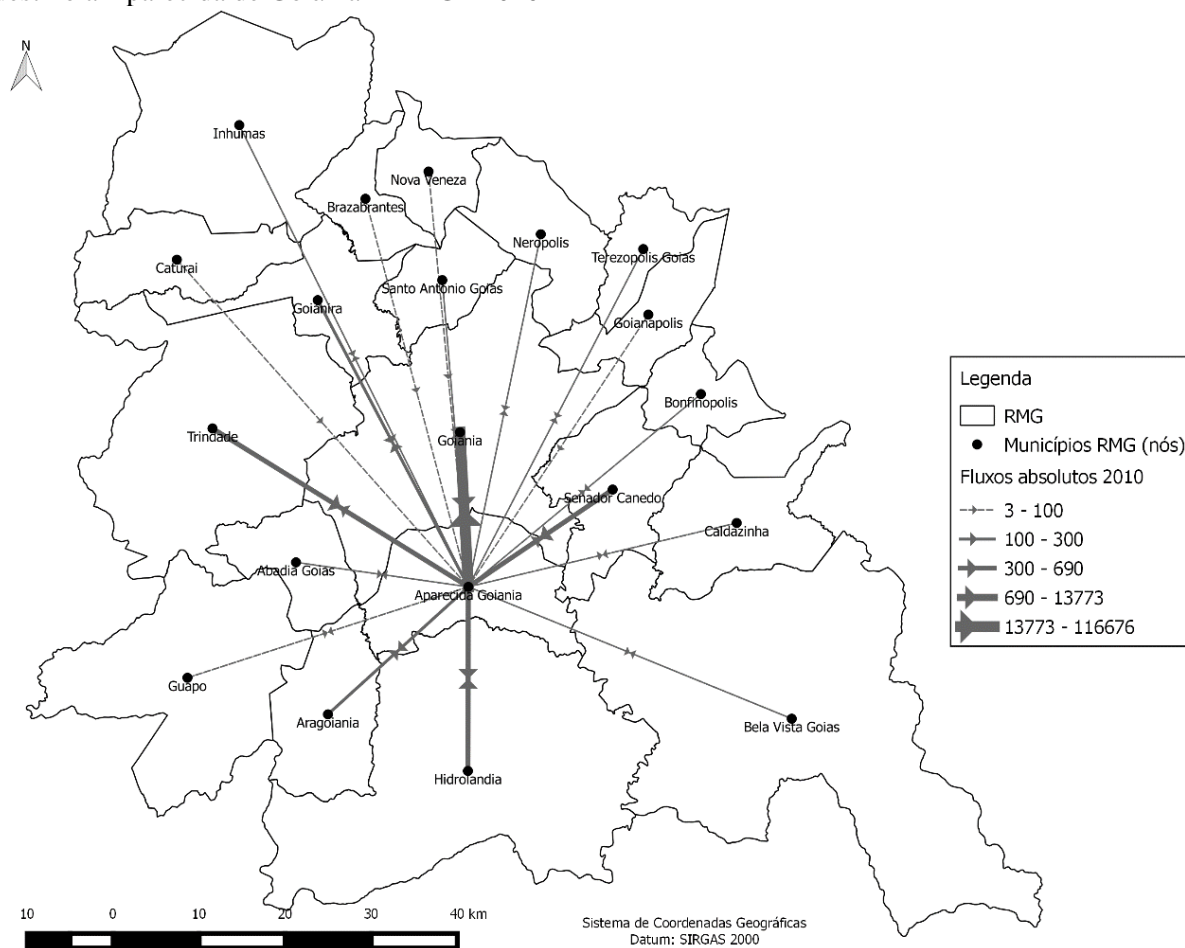 N
Inhumas
Nova Veneza
Brazabrantes
Neropolis
Terezopolis Goias
Caturai
Santo Antonio Goias
Goianira
Goianapolis
Bonfinopolis
Trindade
Goiania
Senador Canedo
Caldazinha
Abadia Goias
Aparecida Goiania
Guapo
Aragoiania
Bela Vista Goias
Hidrolandia
Legenda
RMG
Municípios RMG (nós)
Fluxos absolutos 2010
3 - 100
100 - 300
300 - 690
690 - 13773
13773 - 116676
10 0 10 20 30 40 km
Sistema de Coordenadas Geográficas
Datum: SIRGAS 2000